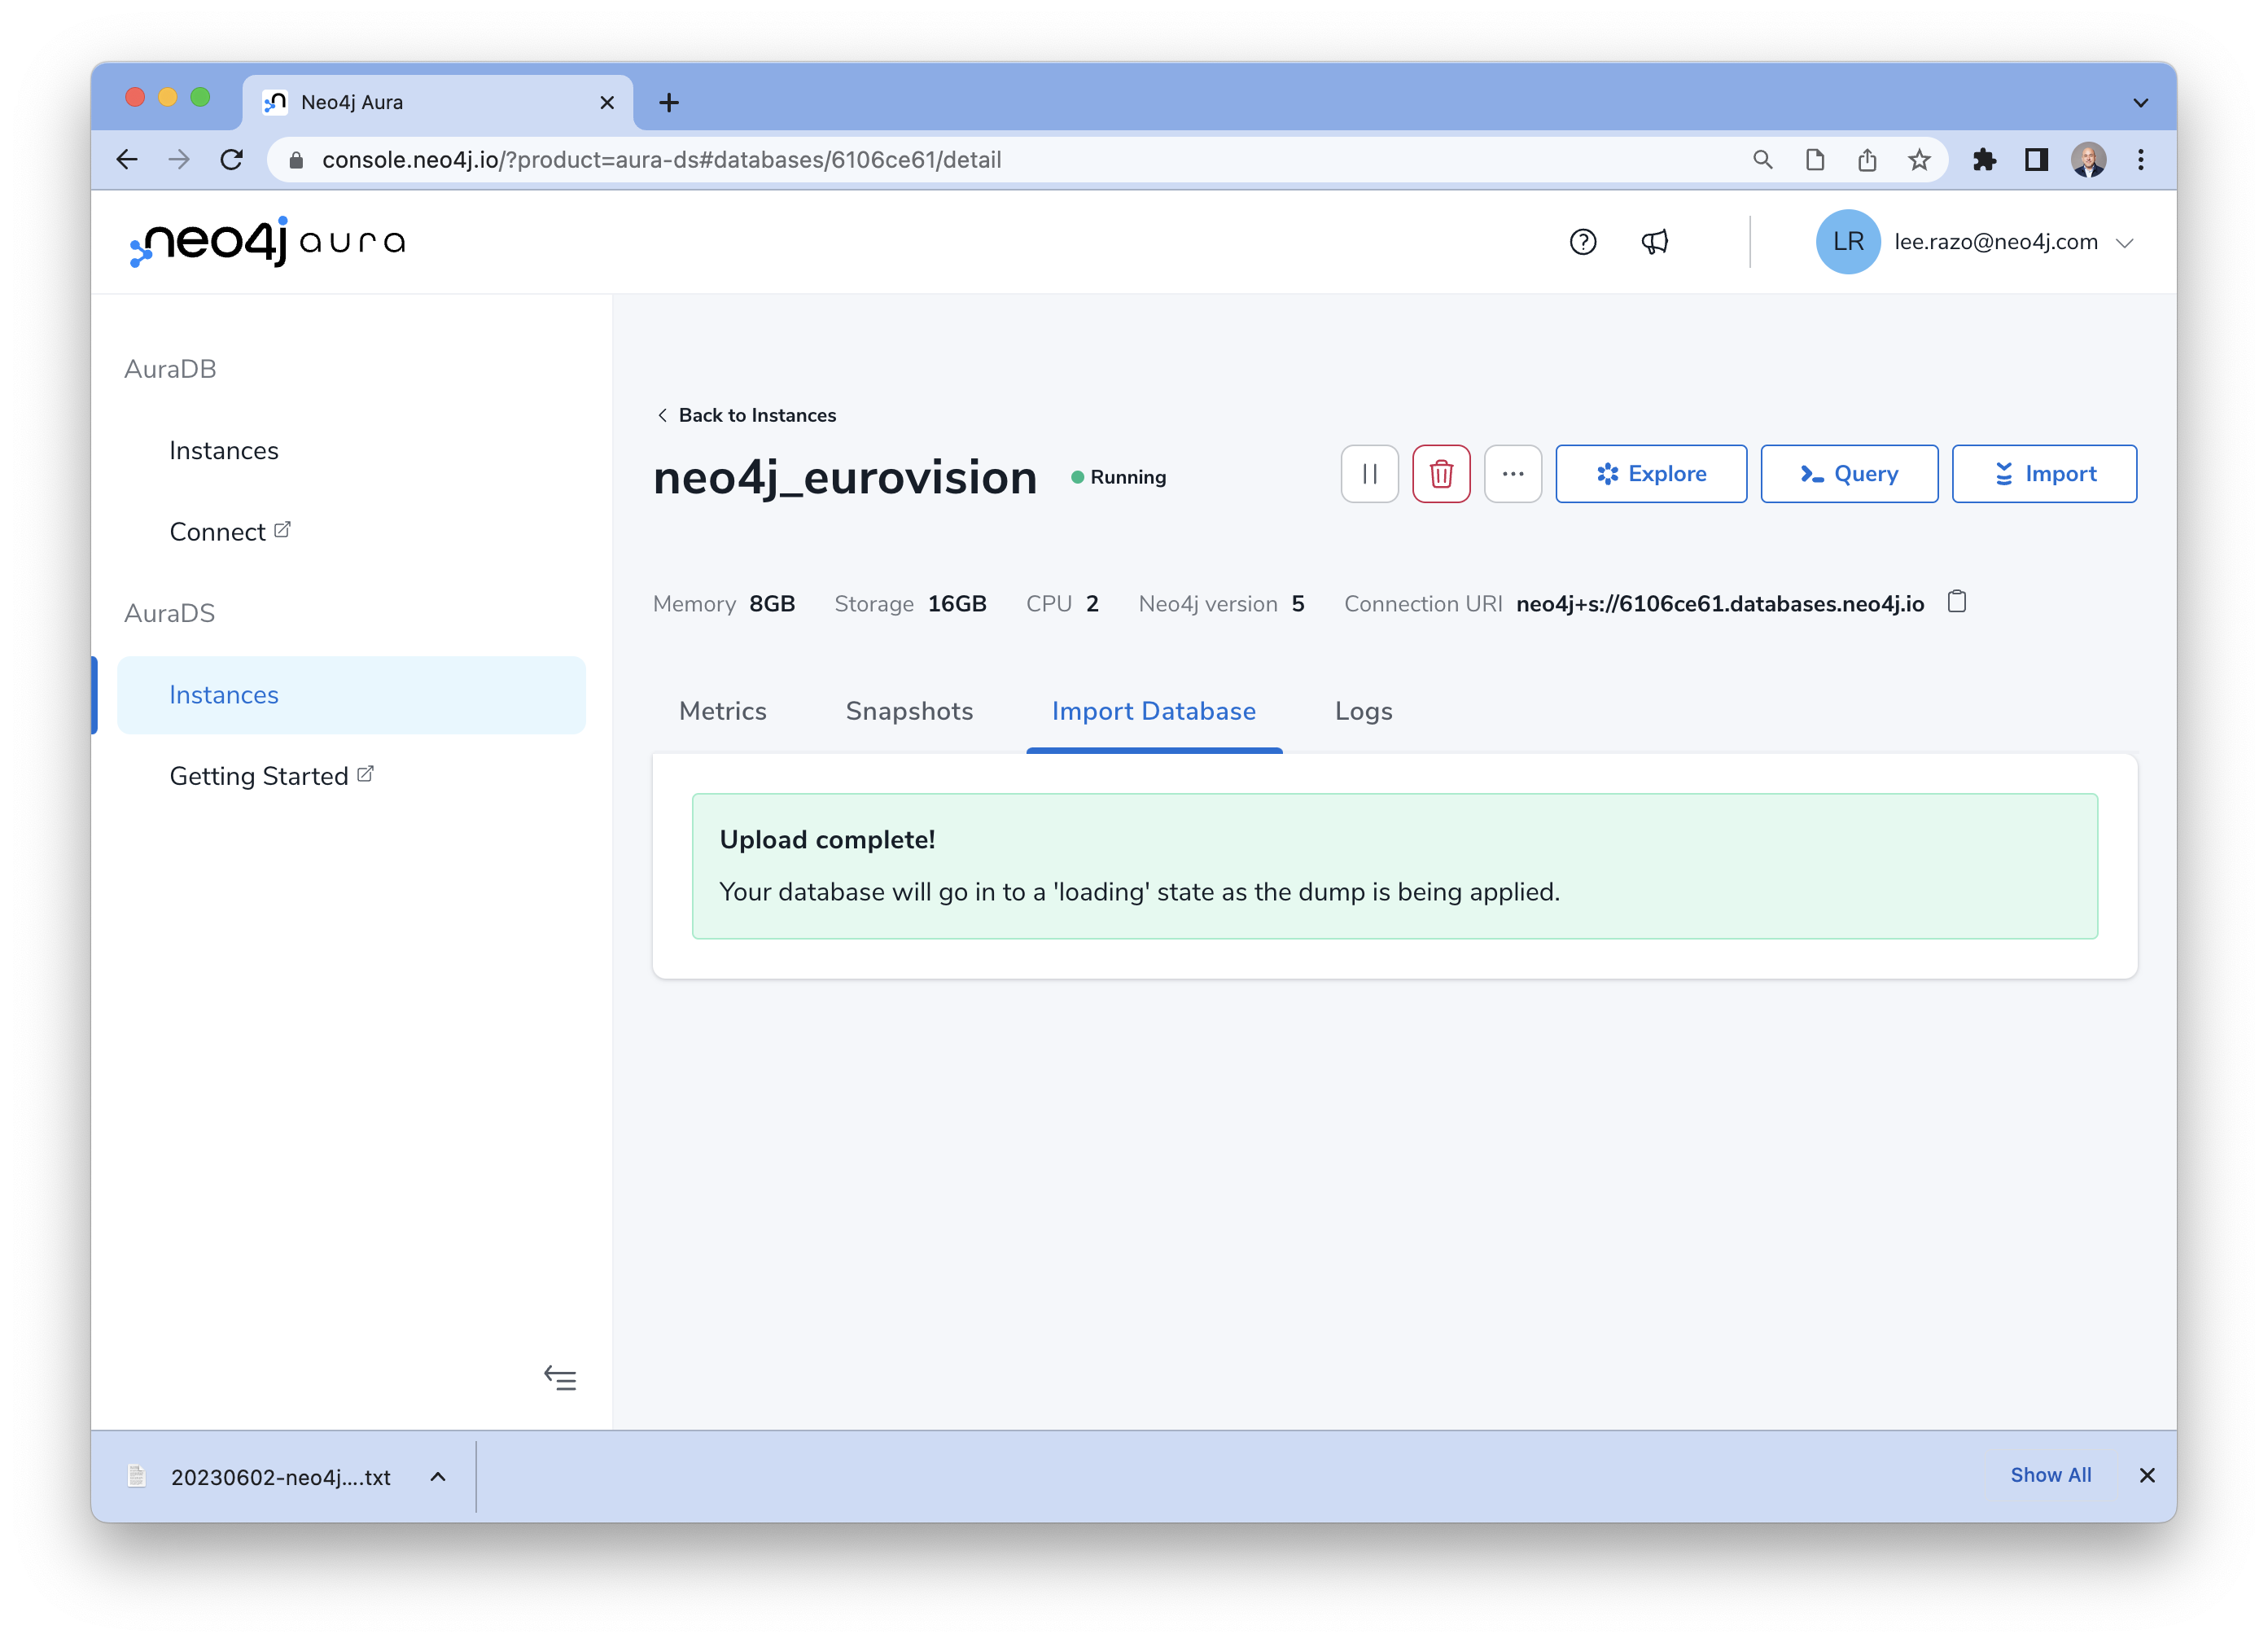 Neo4j Aura
console.neo4j.io/?product=aura-ds#databases/6106ce61/detail
neo4j aura
LR lee.razo@neo4j.com
AuraDB
Instances
Connect
AuraDS
Instances
Getting Started
Back to Instances
neo4j_eurovision Running Explore Query Import
Memory 8GB Storage 16GB CPU 2 Neo4j version 5 Connection URI neo4j+s://6106ce61.databases.neo4j.io
Metrics Snapshots Import Database Logs
Upload complete!
Your database will go in to a 'loading' state as the dump is being applied.
20230602-neo4j....txt Show All